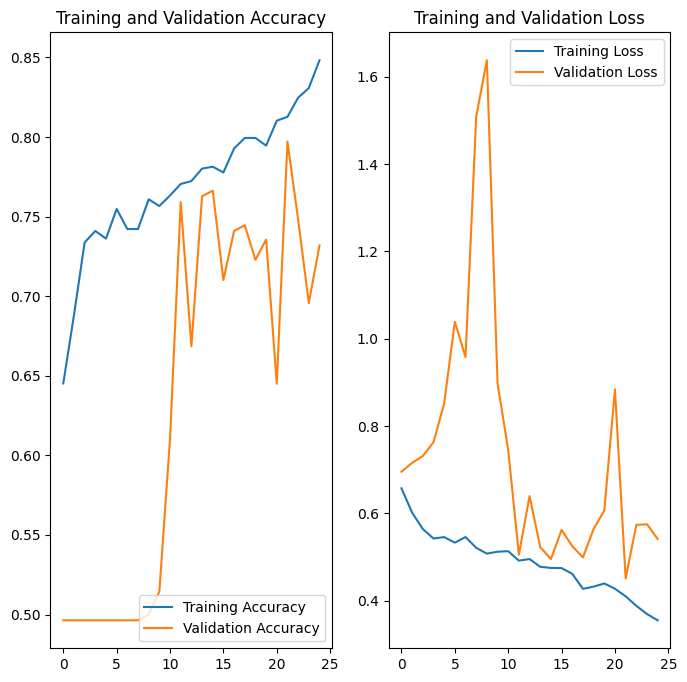 Training and Validation Accuracy
0.85
0.80
0.75
0.70
0.65
0.60
0.55
0.50
Training Accuracy
Validation Accuracy
0 5 10 15 20 25
Training and Validation Loss
Training Loss
Validation Loss
1.6
1.4
1.2
1.0
0.8
0.6
0.4
0 5 10 15 20 25